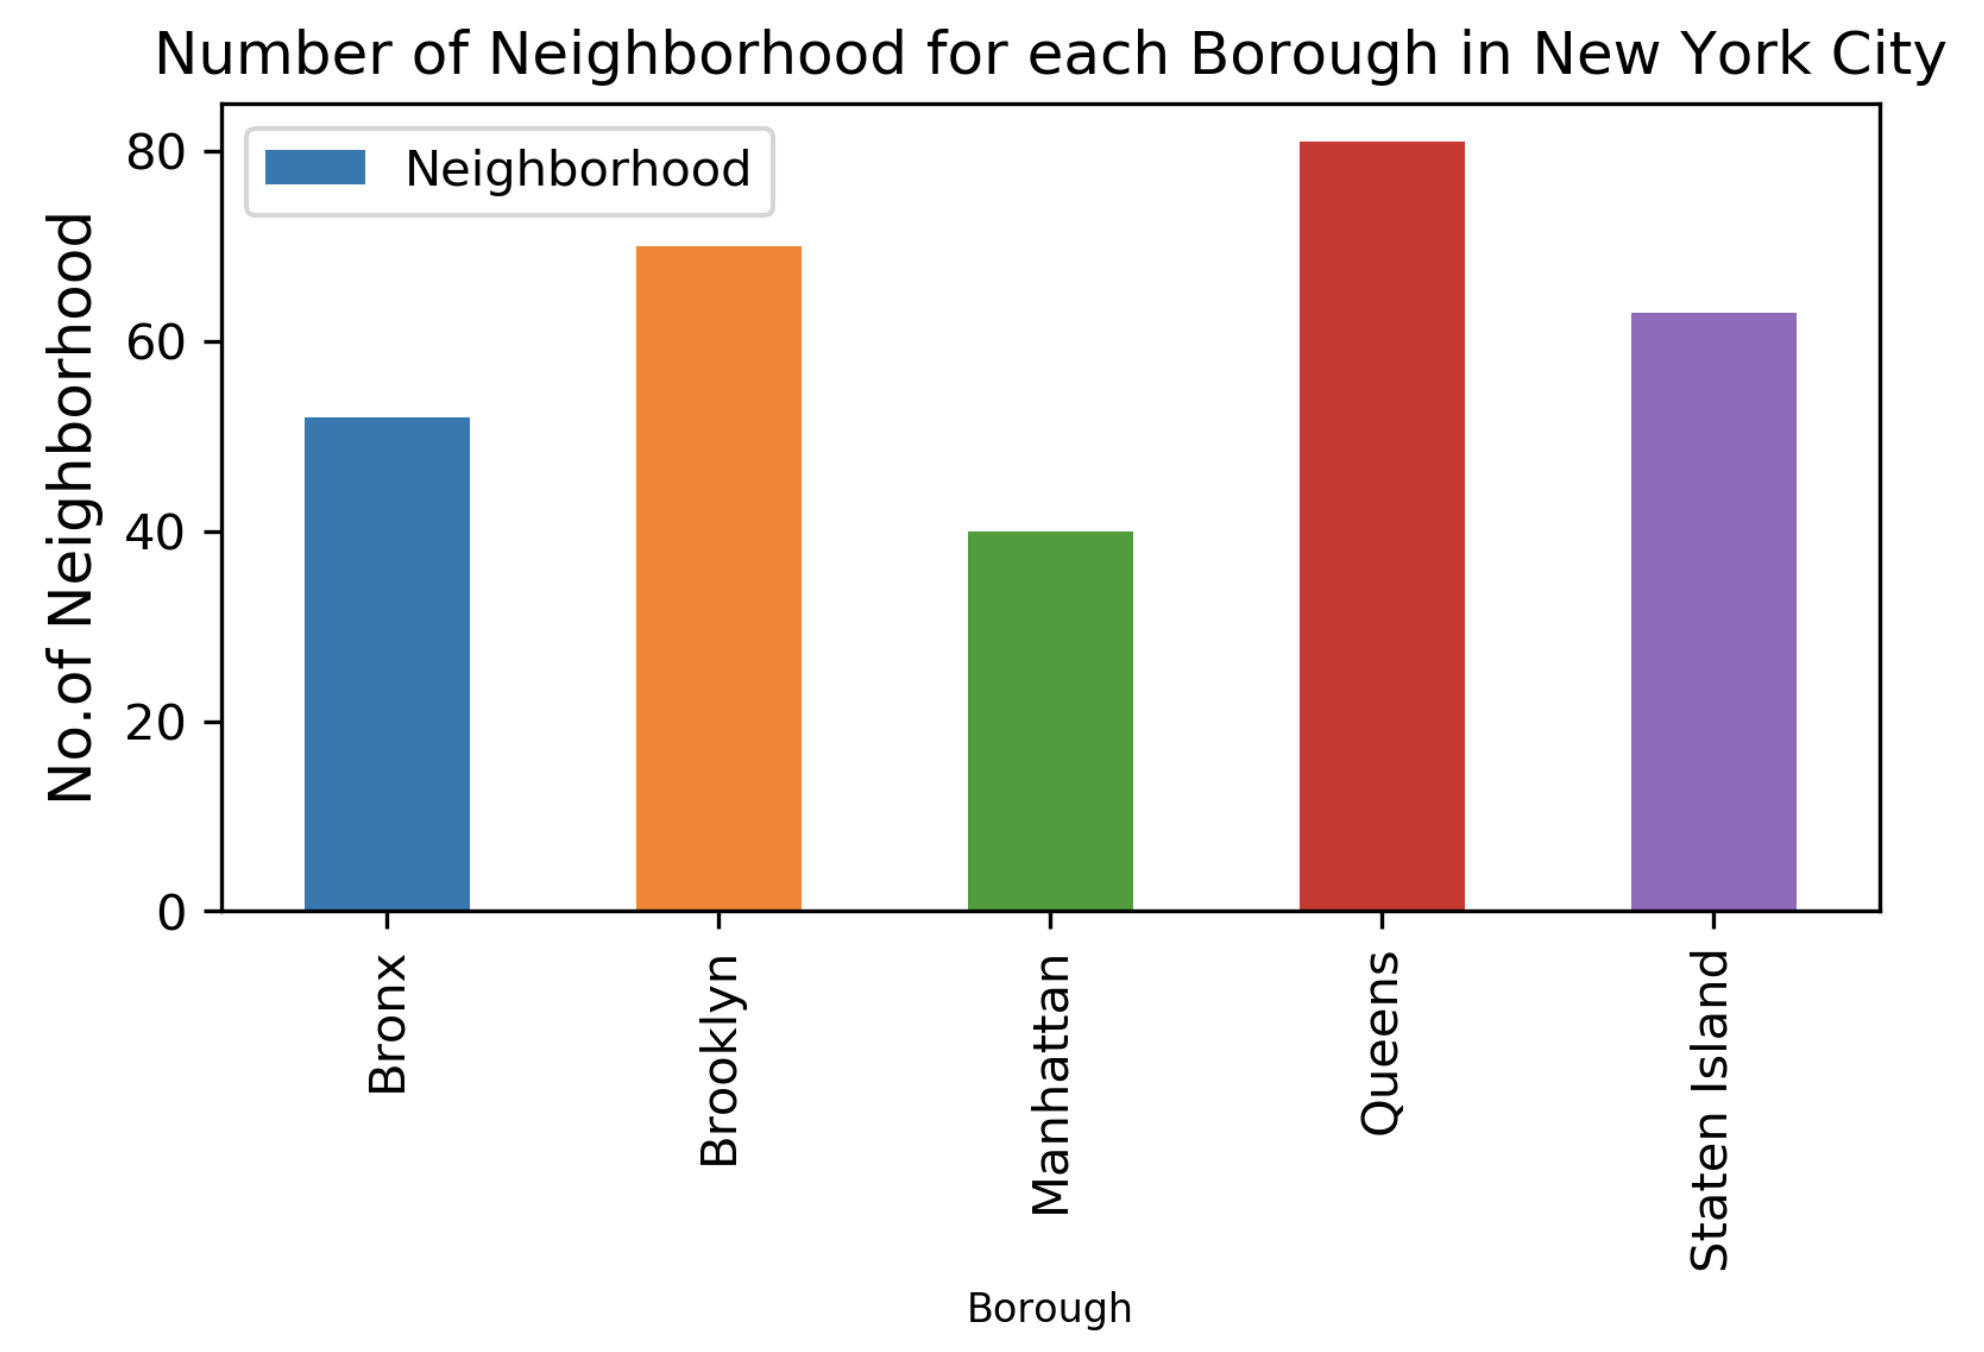 Number of Neighborhood for each Borough in New York City
Neighborhood
No.of Neighborhood
80
60
40
20
0
Bronx
Brooklyn
Manhattan
Queens
Staten Island
Borough